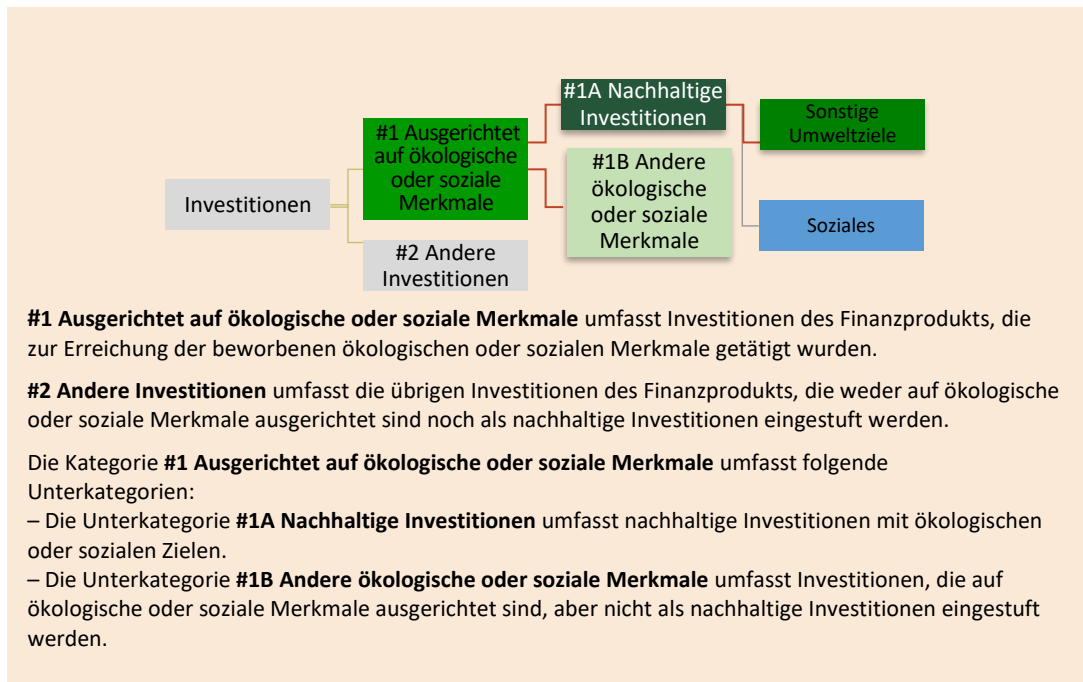 Investitionen
#1 Ausgerichtet
auf ökologische
oder soziale
Merkmale
#2 Andere
Investitionen
#1A Nachhaltige
Investitionen
#1B Andere
ökologische
oder soziale
Merkmale
Sonstige
Umweltziele
Soziales
#1 Ausgerichtet auf ökologische oder soziale Merkmale umfasst Investitionen des Finanzprodukts, die
zur Erreichung der beworbenen ökologischen oder sozialen Merkmale getätigt wurden.
#2 Andere Investitionen umfasst die übrigen Investitionen des Finanzprodukts, die weder auf ökologische
oder soziale Merkmale ausgerichtet sind noch als nachhaltige Investitionen eingestuft werden.
Die Kategorie #1 Ausgerichtet auf ökologische oder soziale Merkmale umfasst folgende
Unterkategorien:
– Die Unterkategorie #1A Nachhaltige Investitionen umfasst nachhaltige Investitionen mit ökologischen
oder sozialen Zielen.
– Die Unterkategorie #1B Andere ökologische oder soziale Merkmale umfasst Investitionen, die auf
ökologische oder soziale Merkmale ausgerichtet sind, aber nicht als nachhaltige Investitionen eingestuft
werden.